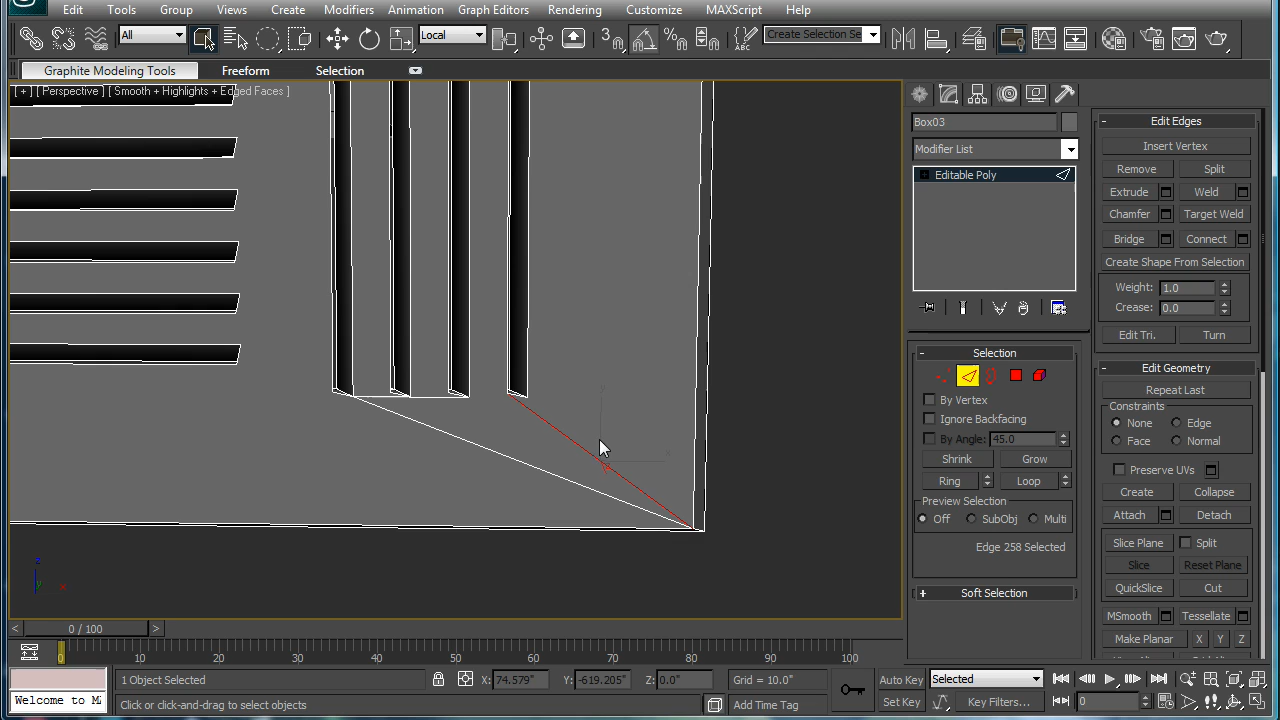 Edit Tools Group Views Create Modifiers Animation Graph Editors Rendering Customize MAXScript Help
All Local Create Selection Se
Graphite Modeling Tools Freeform Selection
[ + ] [ Perspective ] [ Smooth + Highlights + Edged Faces ]
Box03
Modifier List
Editable Poly
Selection
By Vertex
Ignore Backfacing
By Angle: 45.0
Shrink Grow
Ring Loop
Preview Selection
Off SubObj Multi
Edge 258 Selected
Soft Selection
Edit Edges
Insert Vertex
Remove Split
Extrude Weld
Chamfer Target Weld
Bridge Connect
Create Shape From Selection
Weight: 1.0
Crease: 0.0
Edit Tri. Turn
Edit Geometry
Repeat Last
Constraints
None Edge
Face Normal
Preserve UVs
Create Collapse
Attach Detach
Slice Plane Split
Slice Reset Plane
QuickSlice Cut
MSmooth Tessellate
Make Planar X Y Z
z
x
< 0 / 100 >
0 10 20 30 40 50 60 70 80 90 100
1 Object Selected X: 74.579" Y: -619.205" Z: 0.0" Grid = 10.0" Auto Key Selected
Welcome to M Click or click-and-drag to select objects Add Time Tag Set Key Key Filters... 0